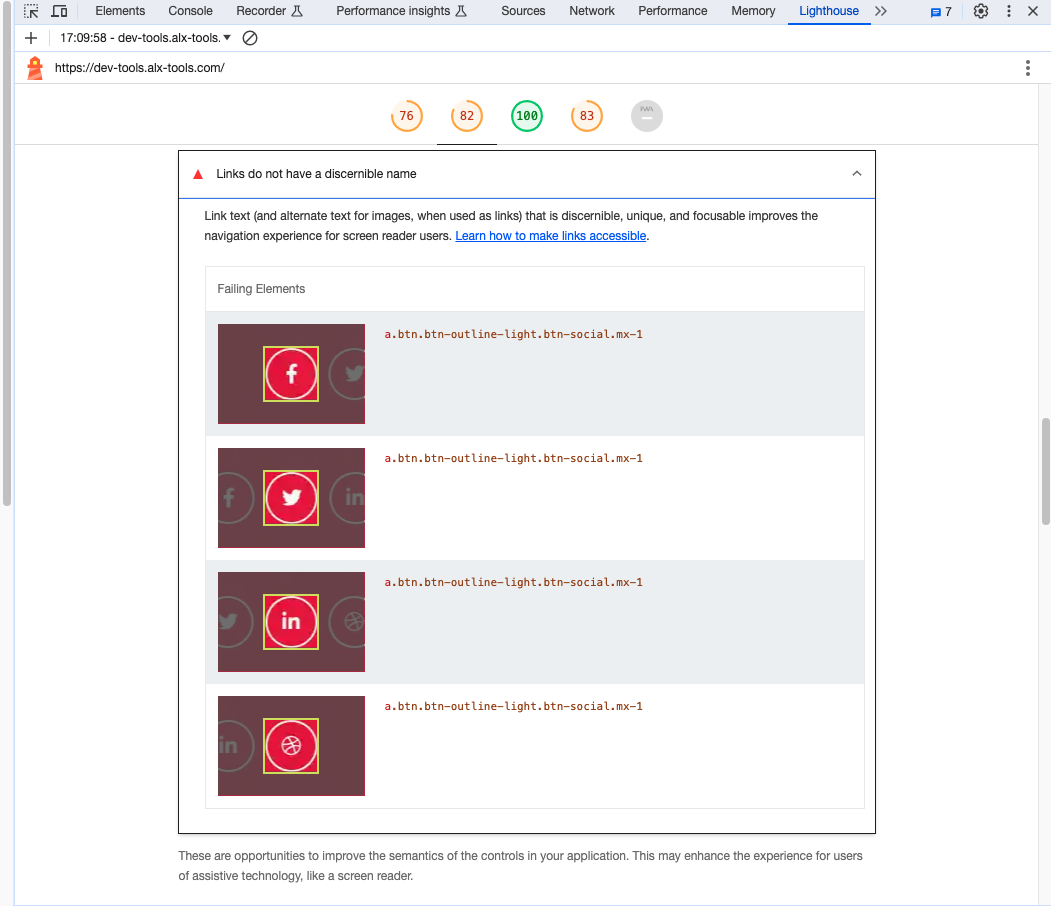 Elements Console Recorder Performance insights Sources Network Performance Memory Lighthouse 7
17:09:58 - dev-tools.alx-tools.
https://dev-tools.alx-tools.com/
76 82 100 83 PWA
Links do not have a discernible name
Link text (and alternate text for images, when used as links) that is discernible, unique, and focusable improves the
navigation experience for screen reader users. Learn how to make links accessible.
Failing Elements
a.btn.btn-outline-light.btn-social.mx-1
f
a.btn.btn-outline-light.btn-social.mx-1
f in
a.btn.btn-outline-light.btn-social.mx-1
in
a.btn.btn-outline-light.btn-social.mx-1
in
These are opportunities to improve the semantics of the controls in your application. This may enhance the experience for users
of assistive technology, like a screen reader.